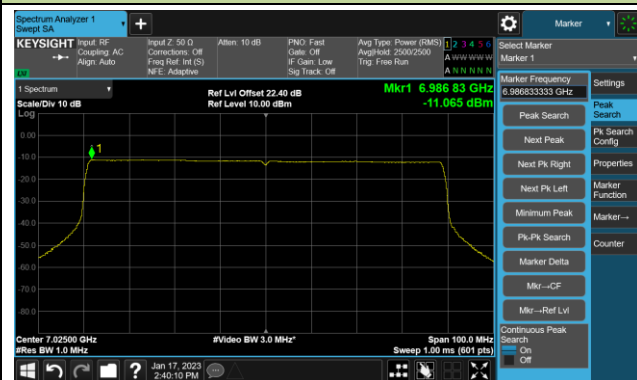 Spectrum Analyzer 1
Swept SA
Marker
KEYSIGHT
Input: RF
Coupling: AC
Align: Auto
Input Z: 50 Ω
Corrections: Off
Freq Ref: Int (S)
NFE: Adaptive
Atten: 10 dB
PNO: Fast
Gate: Off
IF Gain: Low
Sig Track: Off
Avg Type: Power (RMS)
Avg|Hold: 2500/2500
Trig: Free Run
1 2 3 4 5 6
A W W W W W
A N N N N N
Select Marker
Marker 1
1 Spectrum
Scale/Div 10 dB
Log
Ref Lvl Offset 22.40 dB
Ref Level 10.00 dBm
Mkr1 6.986 83 GHz
-11.065 dBm
1
0.00
-10.0
-20.0
-30.0
-40.0
-50.0
-60.0
-70.0
-80.0
Center 7.02500 GHz
#Res BW 1.0 MHz
#Video BW 3.0 MHz*
Span 100.0 MHz
Sweep 1.00 ms (601 pts)
Marker Frequency
6.986833333 GHz
Peak Search
Next Peak
Next Pk Right
Next Pk Left
Minimum Peak
Pk-Pk Search
Marker Delta
Mkr→CF
Mkr→Ref Lvl
Continuous Peak
Search
On
Off
Settings
Peak
Search
Pk Search
Config
Properties
Marker
Function
Marker→
Counter
Jan 17, 2023
2:40:10 PM